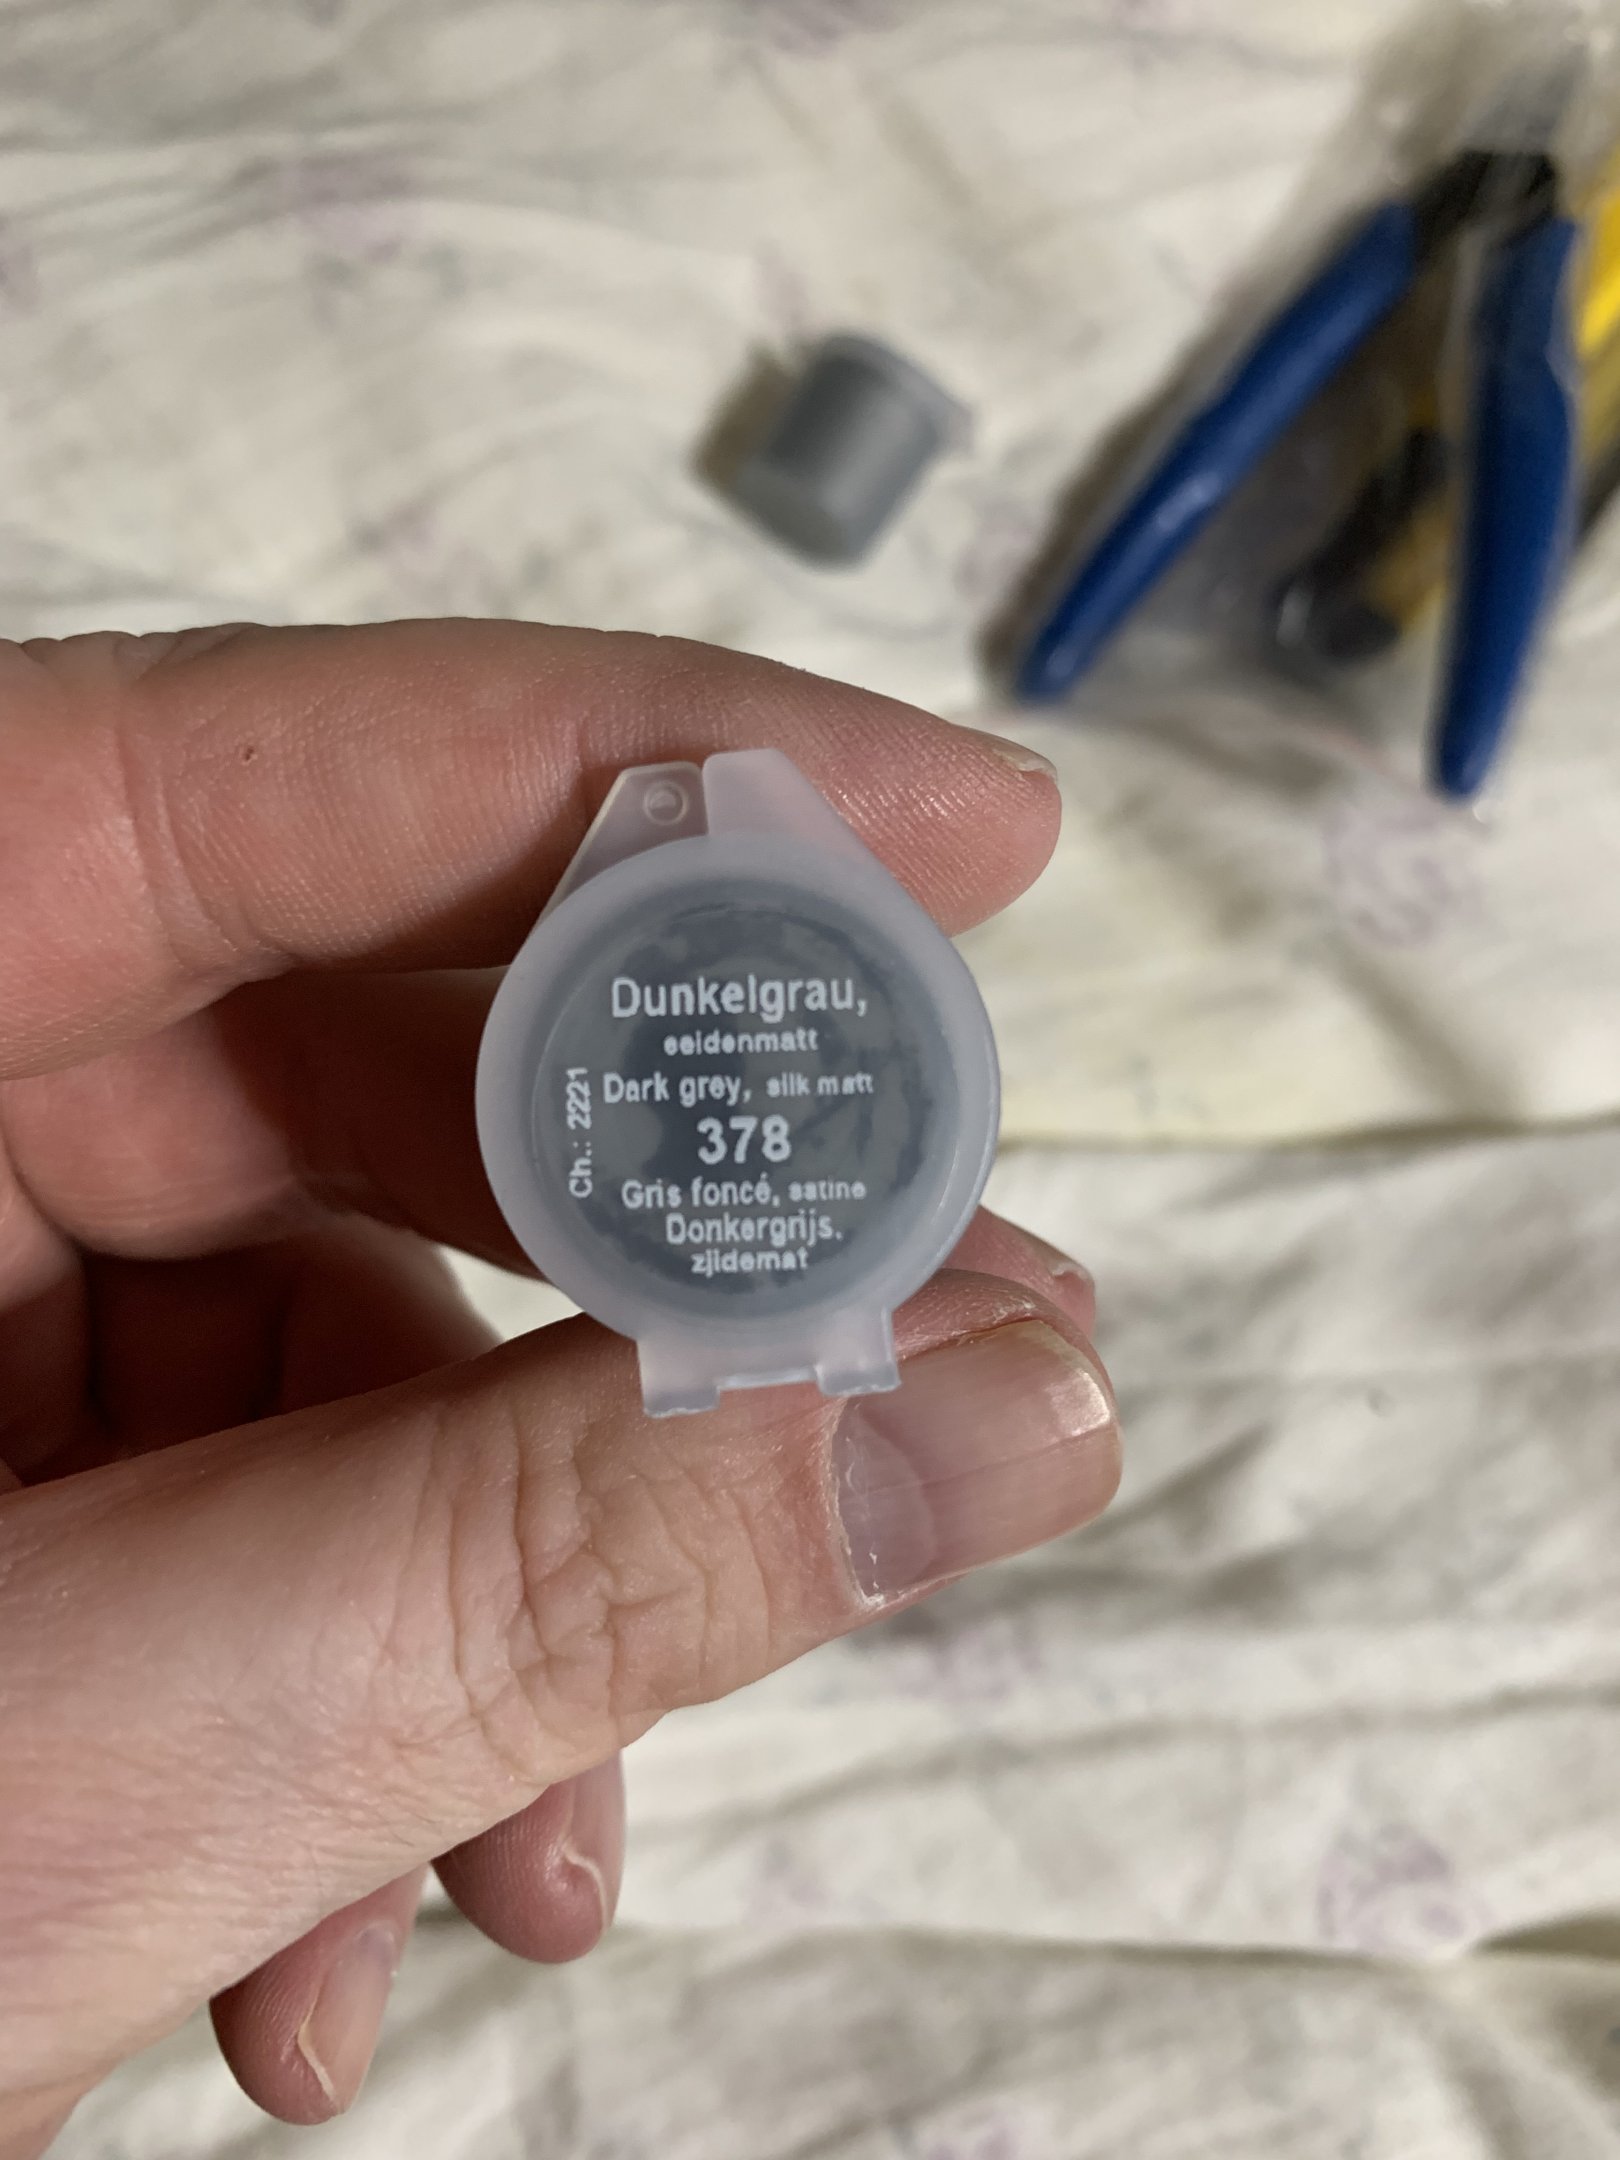 Dunkelgrau,
seidenmatt
Dark grey, silk matt
378
Gris foncé, satine
Donkergrijs,
zijdemat
Ch.: 2221